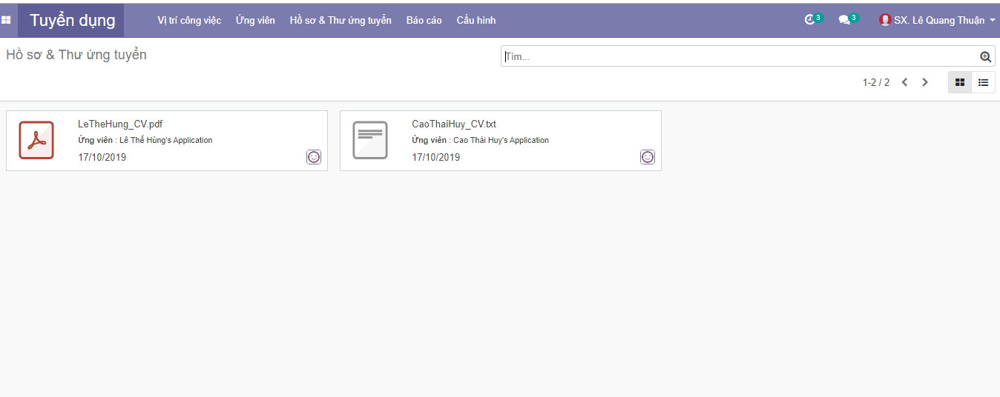 Tuyển dụng
Vị trí công việc Ứng viên Hồ sơ & Thư ứng tuyển Báo cáo Cấu hình
3 3 SX. Lê Quang Thuận
Hồ sơ & Thư ứng tuyển
Tìm...
1-2 / 2
LeTheHung_CV.pdf
Ứng viên : Lê Thế Hùng's Application
17/10/2019
CaoThaiHuy_CV.txt
Ứng viên : Cao Thái Huy's Application
17/10/2019